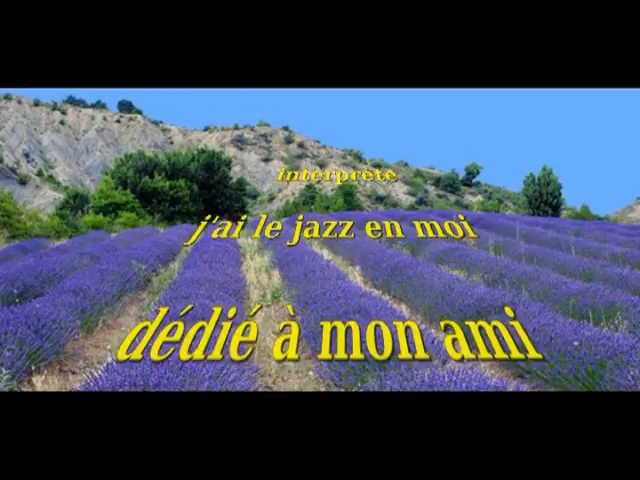 interprète
j'ai le jazz en moi
dédié à mon ami